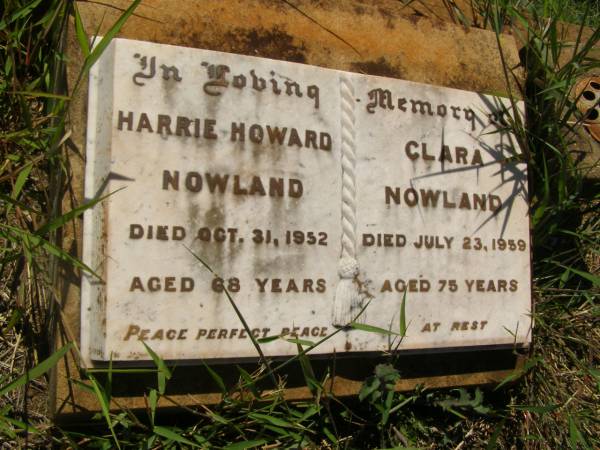 In Loving
HARRIE HOWARD
NOWLAND
DIED OCT. 31, 1952
AGED 68 YEARS
PEACE PERFECT PEACE
Memory of
CLARA
NOWLAND
DIED JULY 23, 1959
AGED 75 YEARS
AT REST